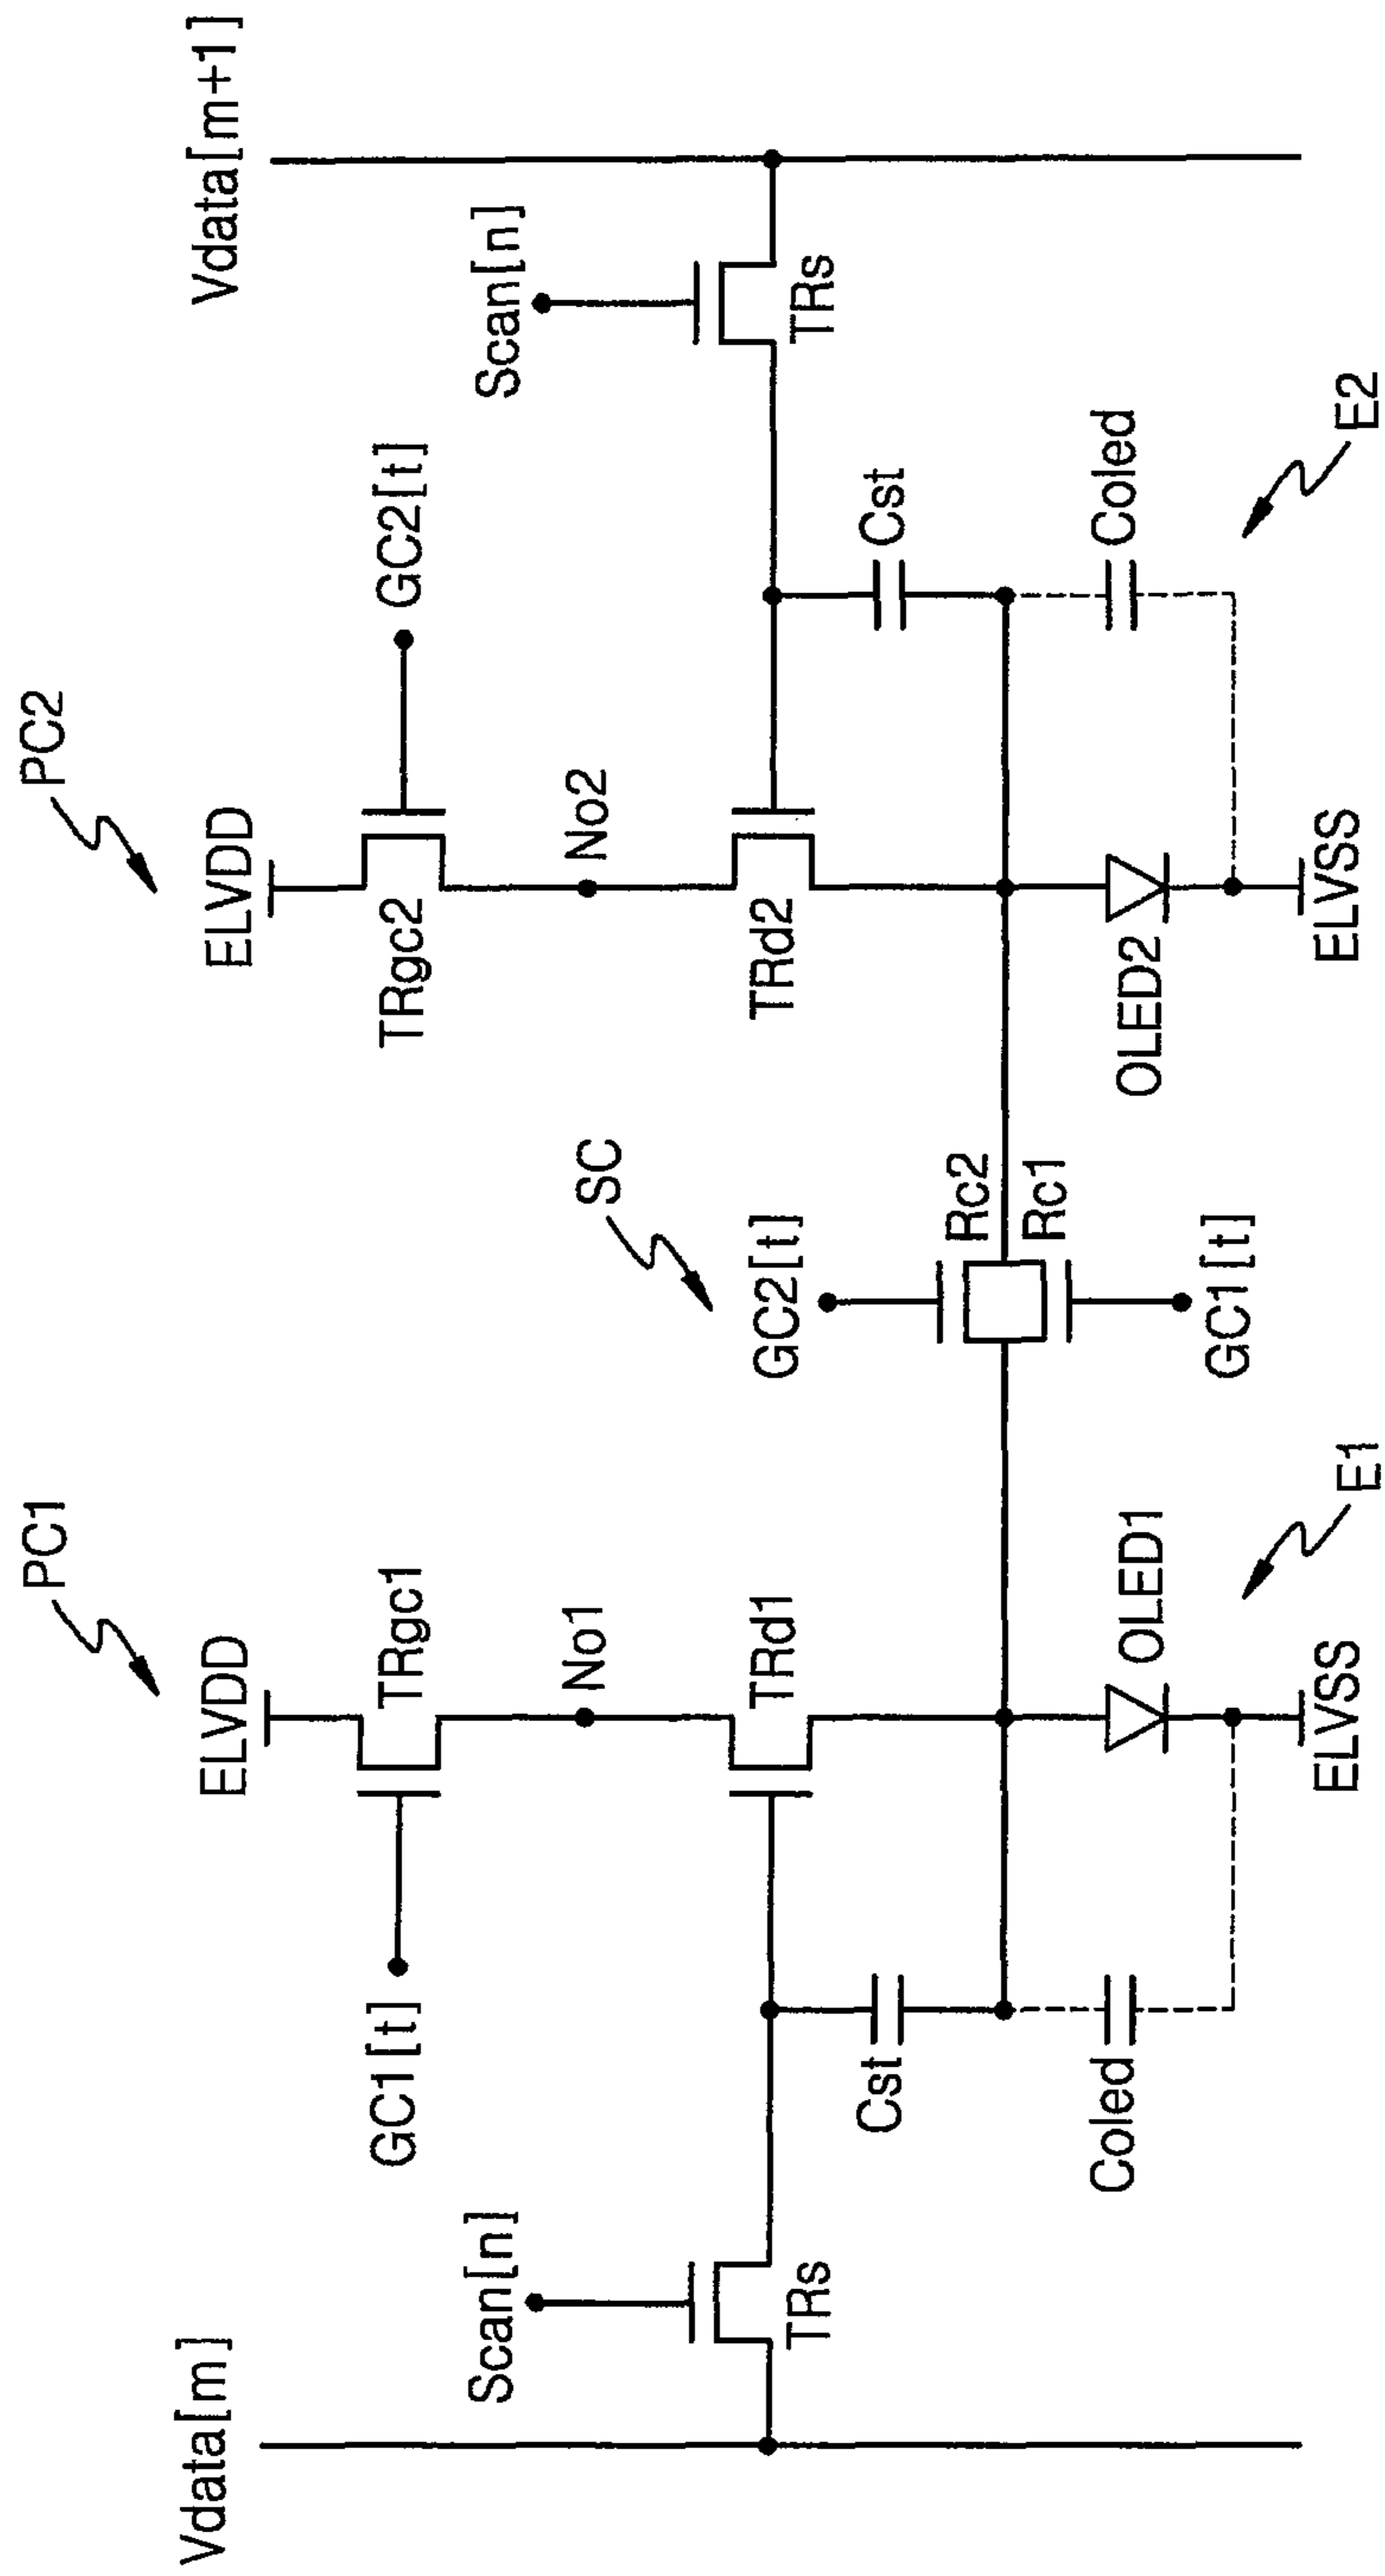 PC1
PC2
Vdata[m]
ELVDD
ELVDD
Vdata[m+1]
GC1[t]
TRgc1
TRgc2
GC2[t]
Scan[n]
No1
SC
No2
Scan[n]
TRs
TRd1
GC2[t]
TRd2
TRs
Cst
Rc2
Cst
Rc1
Coled
OLED1
GC1[t]
OLED2
Coled
ELVSS
ELVSS
E1
E2